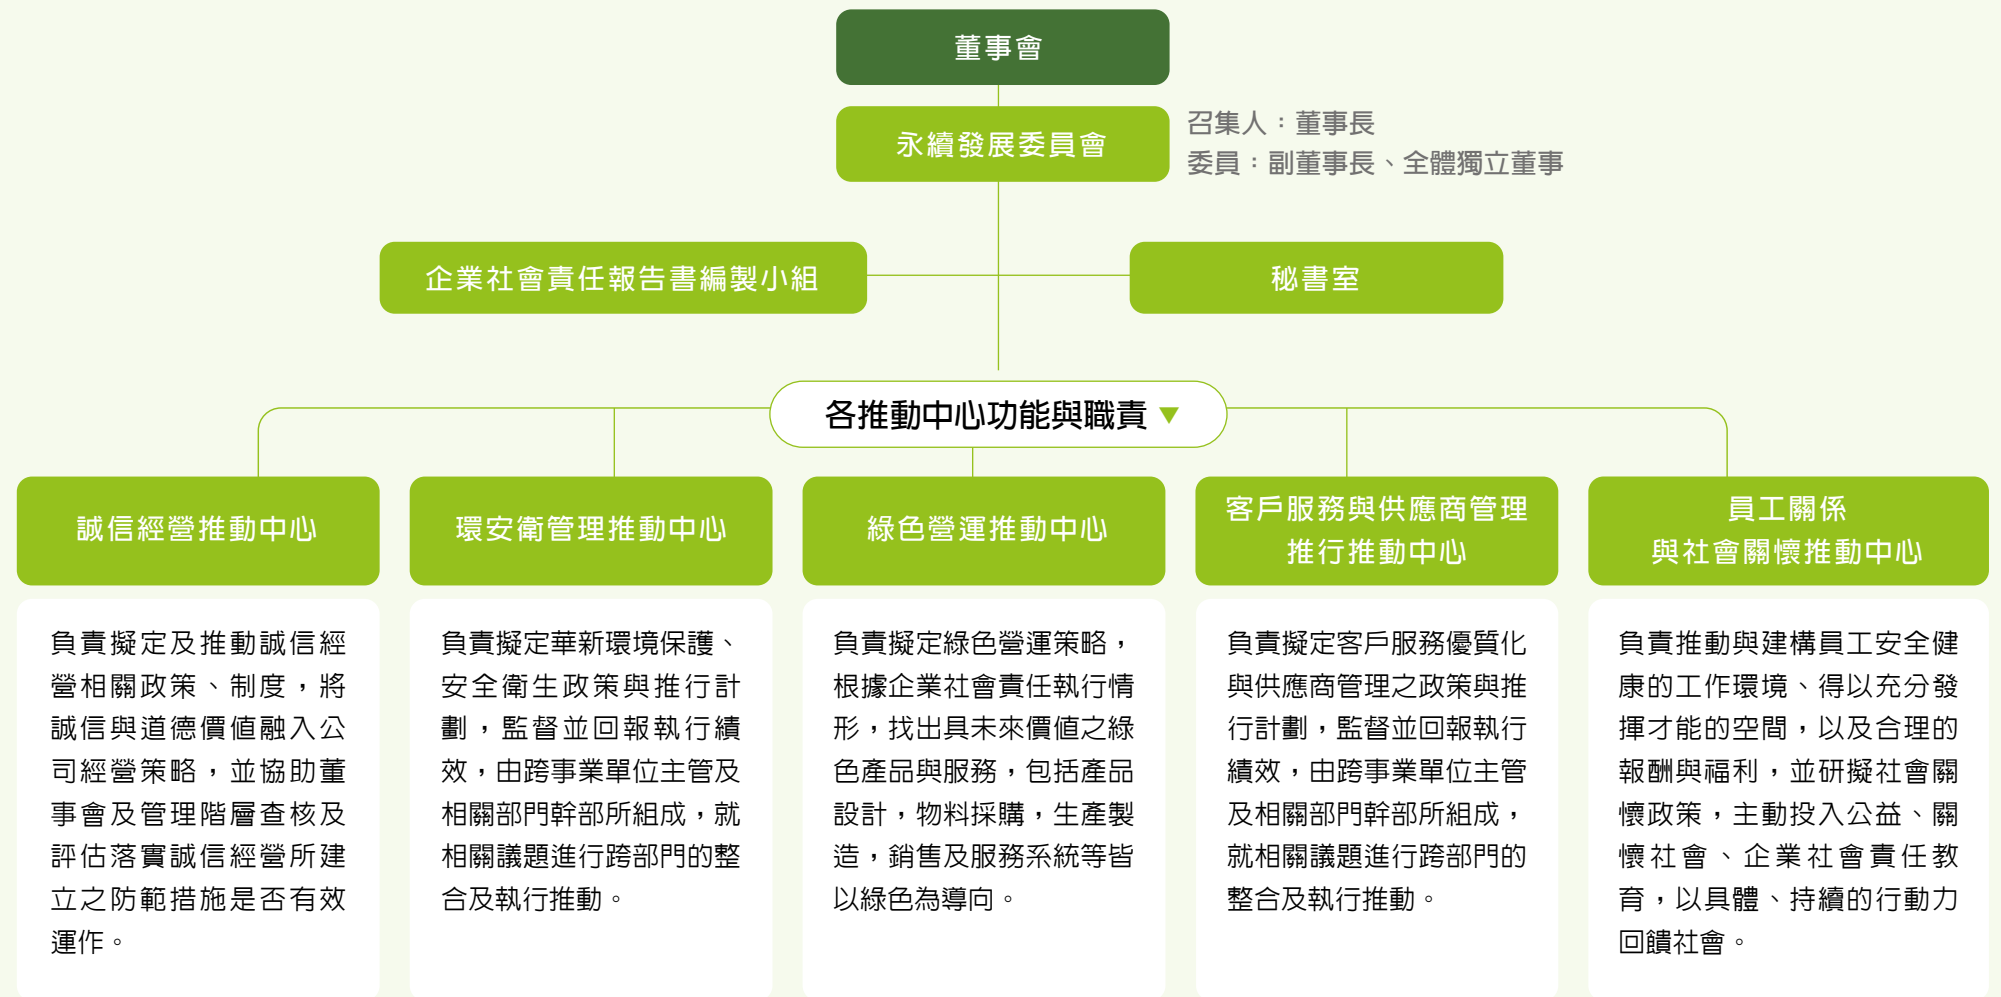 董事會
永續發展委員會
召集人：董事長
委員：副董事長、全體獨立董事
企業社會責任報告書編製小組
秘書室
各推動中心功能與職責
誠信經營推動中心
負責擬定及推動誠信經
營相關政策、制度，將
誠信與道德價值融入公
司經營策略，並協助董
事會及管理階層查核及
評估落實誠信經營所建
立之防範措施是否有效
運作。
環安衛管理推動中心
負責擬定華新環境保護、
安全衛生政策與推行計
劃，監督並回報執行績
效，由跨事業單位主管及
相關部門幹部所組成，就
相關議題進行跨部門的整
合及執行推動。
綠色營運推動中心
負責擬定綠色營運策略，
根據企業社會責任執行情
形，找出具未來價值之綠
色產品與服務，包括產品
設計，物料採購，生產製
造，銷售及服務系統等皆
以綠色為導向。
客戶服務與供應商管理
推行推動中心
負責擬定客戶服務優質化
與供應商管理之政策與推
行計劃，監督並回報執行
績效，由跨事業單位主管
及相關部門幹部所組成，
就相關議題進行跨部門的
整合及執行推動。
員工關係
與社會關懷推動中心
負責推動與建構員工安全健
康的工作環境、得以充分發
揮才能的空間，以及合理的
報酬與福利，並研擬社會關
懷政策，主動投入公益、關
懷社會、企業社會責任教
育，以具體、持續的行動力
回饋社會。